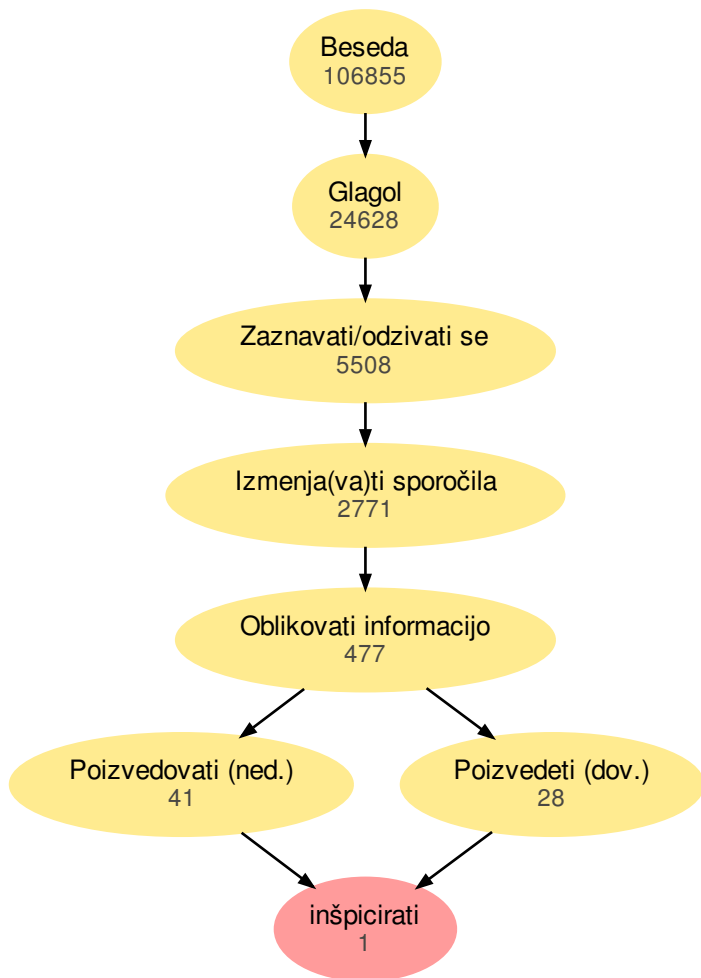 Beseda
106855
Glagol
24628
Zaznavati/odzivati se
5508
Izmenja(va)ti sporočila
2771
Oblikovati informacijo
477
Poizvedovati (ned.)
41
Poizvedeti (dov.)
28
inšpicirati
1